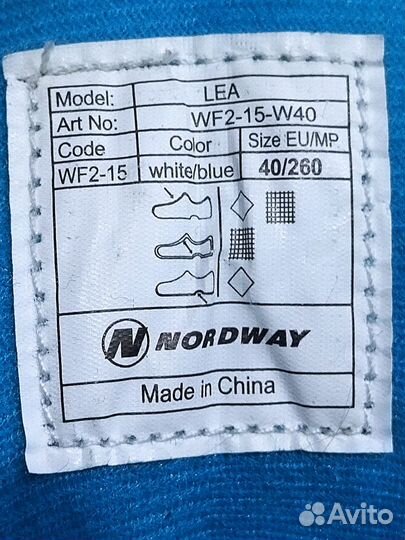 Model: LEA
Art No: WF2-15-W40
Code Color Size EU/MP
WF2-15 white/blue 40/260
N NORDWAY
Made in China
Avito